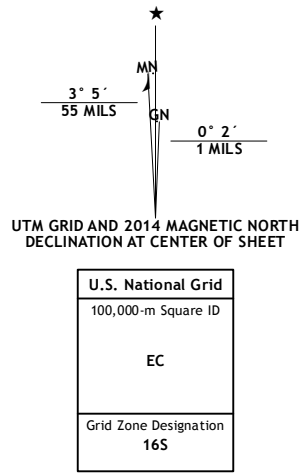 MN
3° 5´
55 MILS
GN
0° 2´
1 MILS
UTM GRID AND 2014 MAGNETIC NORTH
DECLINATION AT CENTER OF SHEET
U.S. National Grid
100,000-m Square ID
EC
Grid Zone Designation
16S